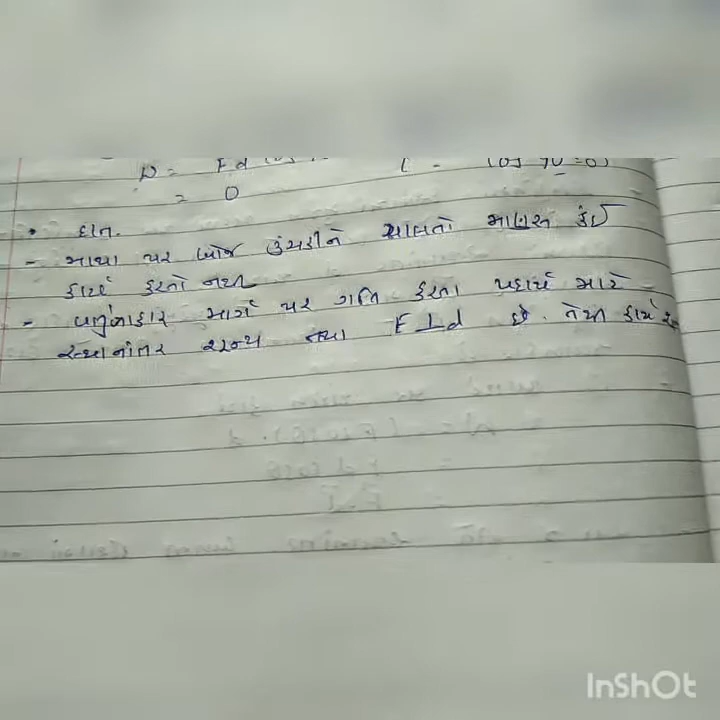 W = Fd cos
= 0
(∵ cos 90 = 0)
• દા.ત.
- માથા પર બોજ ઉંચકીને ચાલતો માણસ કંઈ
કાર્ય કરતો નથી
- વર્તુળાકાર માર્ગ પર ગતિ કરતા પદાર્થ માટે
સ્થાનાંતર શૂન્ય તથા F⊥d છે. તેથી કાર્ય
InShOt